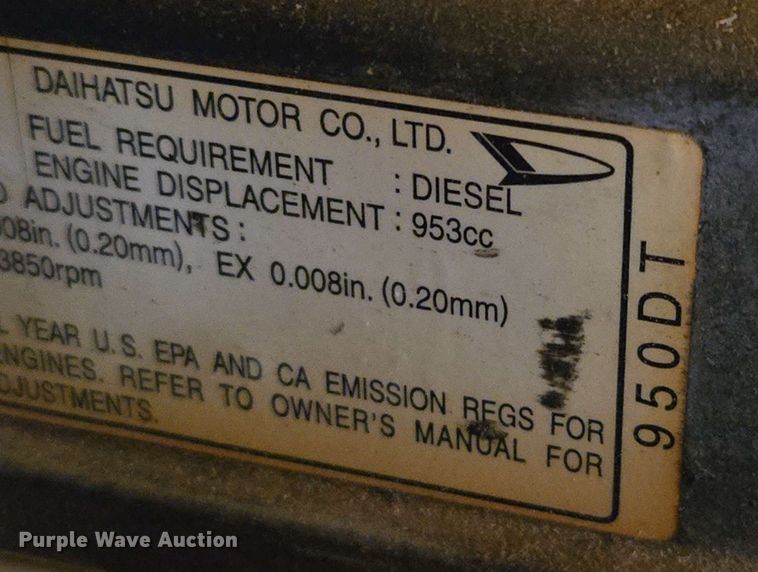 DAIHATSU MOTOR CO., LTD.
FUEL REQUIREMENT : DIESEL
ENGINE DISPLACEMENT : 953cc
ADJUSTMENTS :
08in. (0.20mm), EX 0.008in. (0.20mm)
3850rpm
YEAR U.S. EPA AND CA EMISSION REGS FOR
ENGINES. REFER TO OWNER'S MANUAL FOR
ADJUSTMENTS.
950DT
Purple Wave Auction